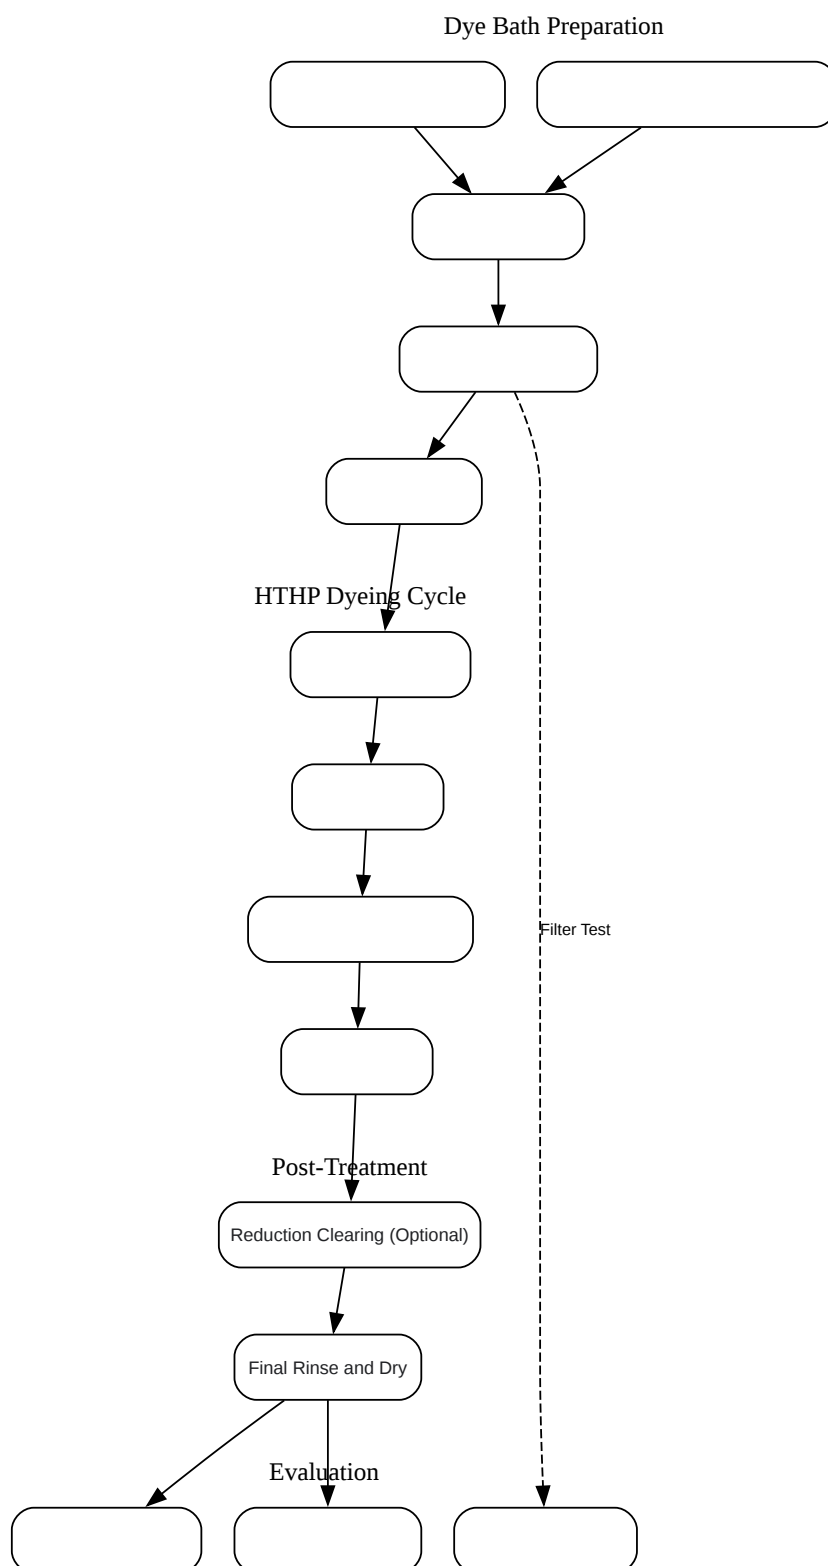 Dye Bath Preparation
HTHP Dyeing Cycle
Filter Test
Post-Treatment
Reduction Clearing (Optional)
Final Rinse and Dry
Evaluation